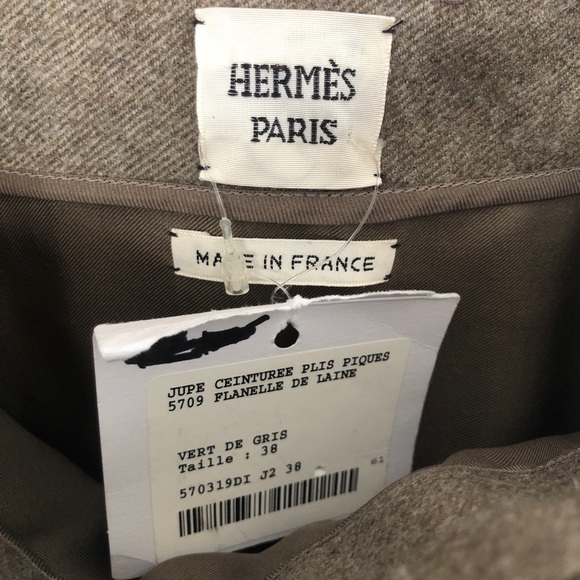 HERMÈS
PARIS
MADE IN FRANCE
JUPE CEINTUREE PLIS PIQUES
5709 FLANELLE DE LAINE
VERT DE GRIS
Taille : 38
570319DI J2 38
61